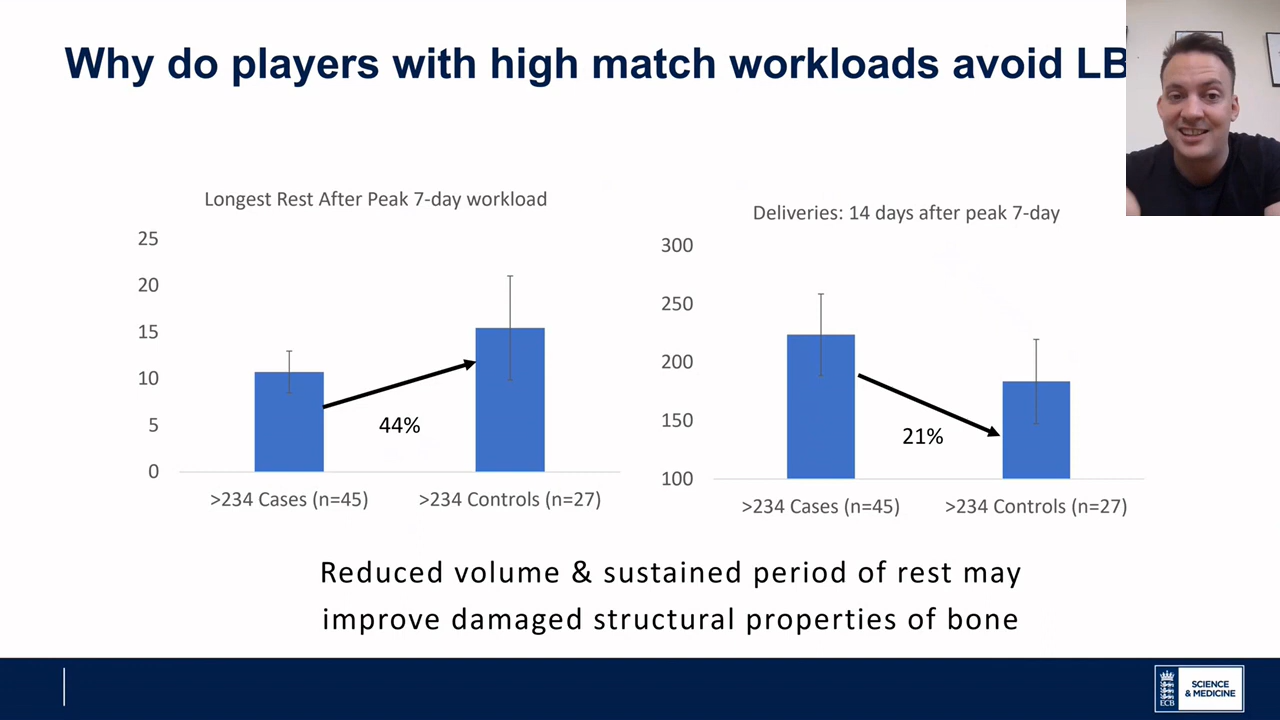 Why do players with high match workloads avoid LB
Longest Rest After Peak 7-day workload
25
20
15
10
5
0
44%
>234 Cases (n=45)
>234 Controls (n=27)
Deliveries: 14 days after peak 7-day
300
250
200
150
100
21%
>234 Cases (n=45)
>234 Controls (n=27)
Reduced volume & sustained period of rest may
improve damaged structural properties of bone
ECB
SCIENCE
& MEDICINE